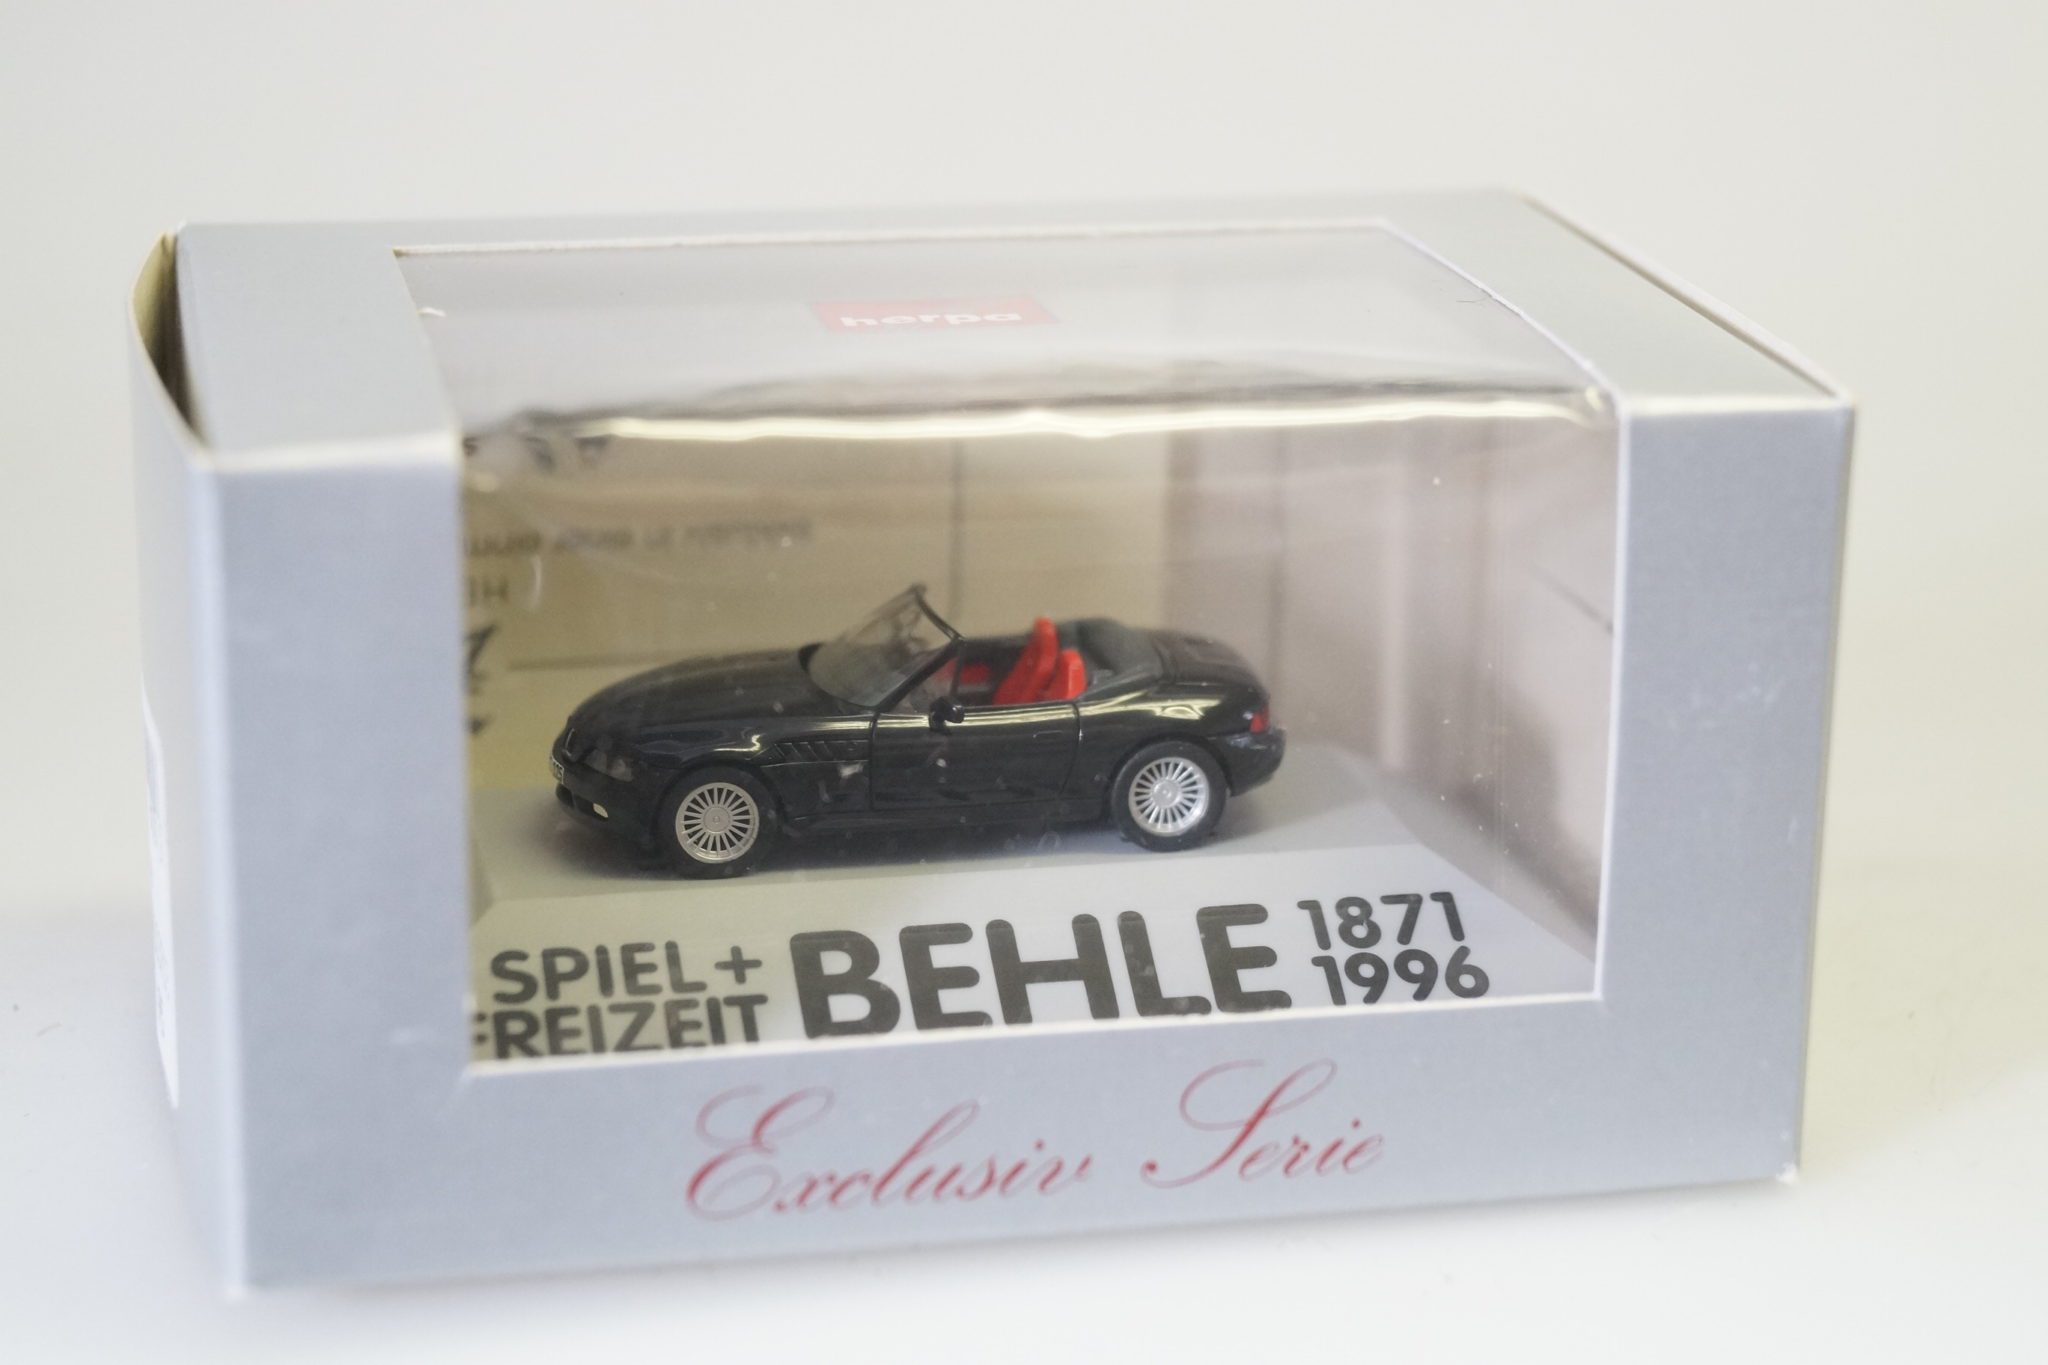 herpa
SPIEL +
FREIZEIT
BEHLE
1871
1996
Exclusiv Serie